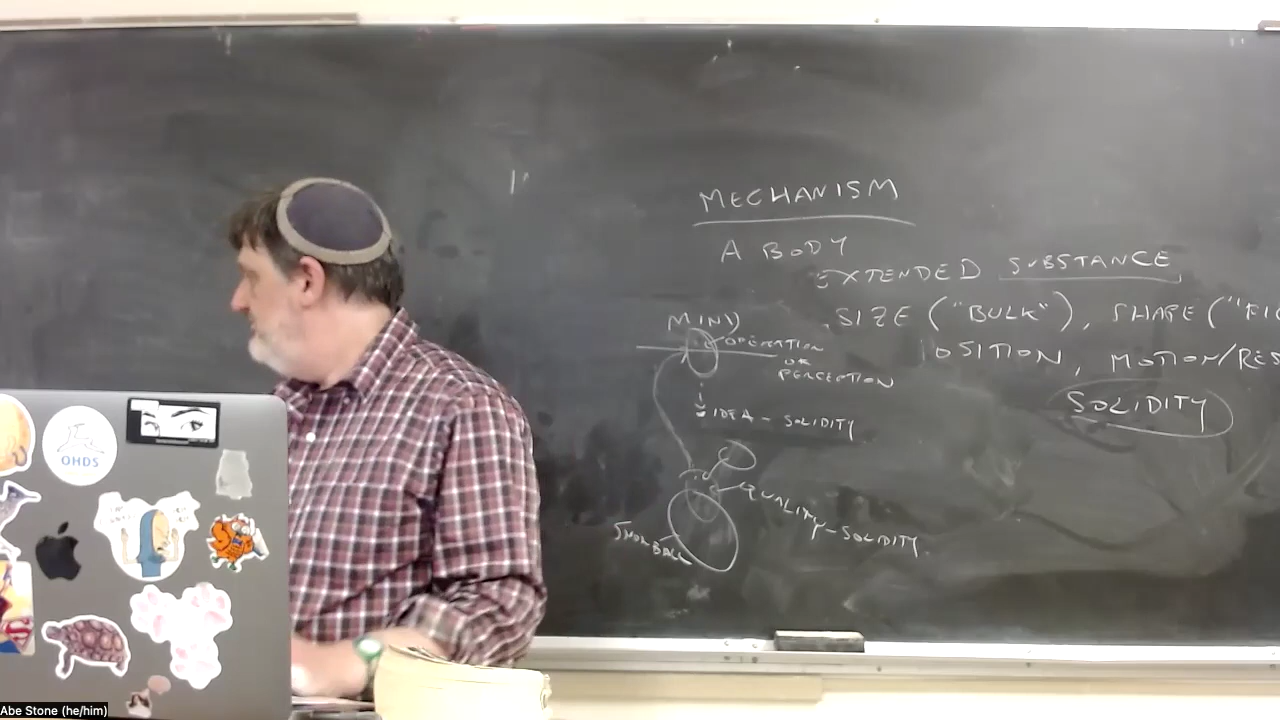 MECHANISM
A BODY
EXTENDED SUBSTANCE
SIZE ("BULK"), SHAPE ("FIG
OSITION, MOTION/RES
SOLIDITY
MIND
OPERATION
OR
PERCEPTION
IDEA - SOLIDITY
QUALITY - SOLIDITY
SNOWBALL
OHDS
Abe Stone (he/him)